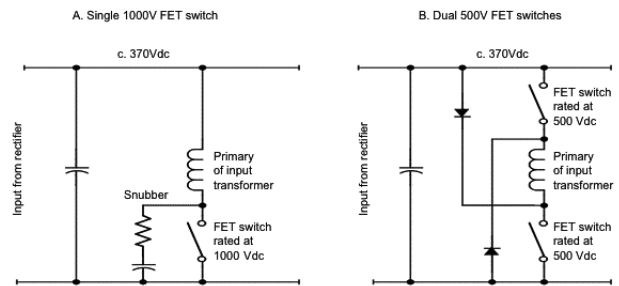 A. Single 1000V FET switch
c. 370Vdc
Input from rectifier
Primary
of input
transformer
Snubber
FET switch
rated at
1000 Vdc
B. Dual 500V FET switches
c. 370Vdc
Input from rectifier
FET switch
rated at
500 Vdc
Primary
of input
transformer
FET switch
rated at
500 Vdc